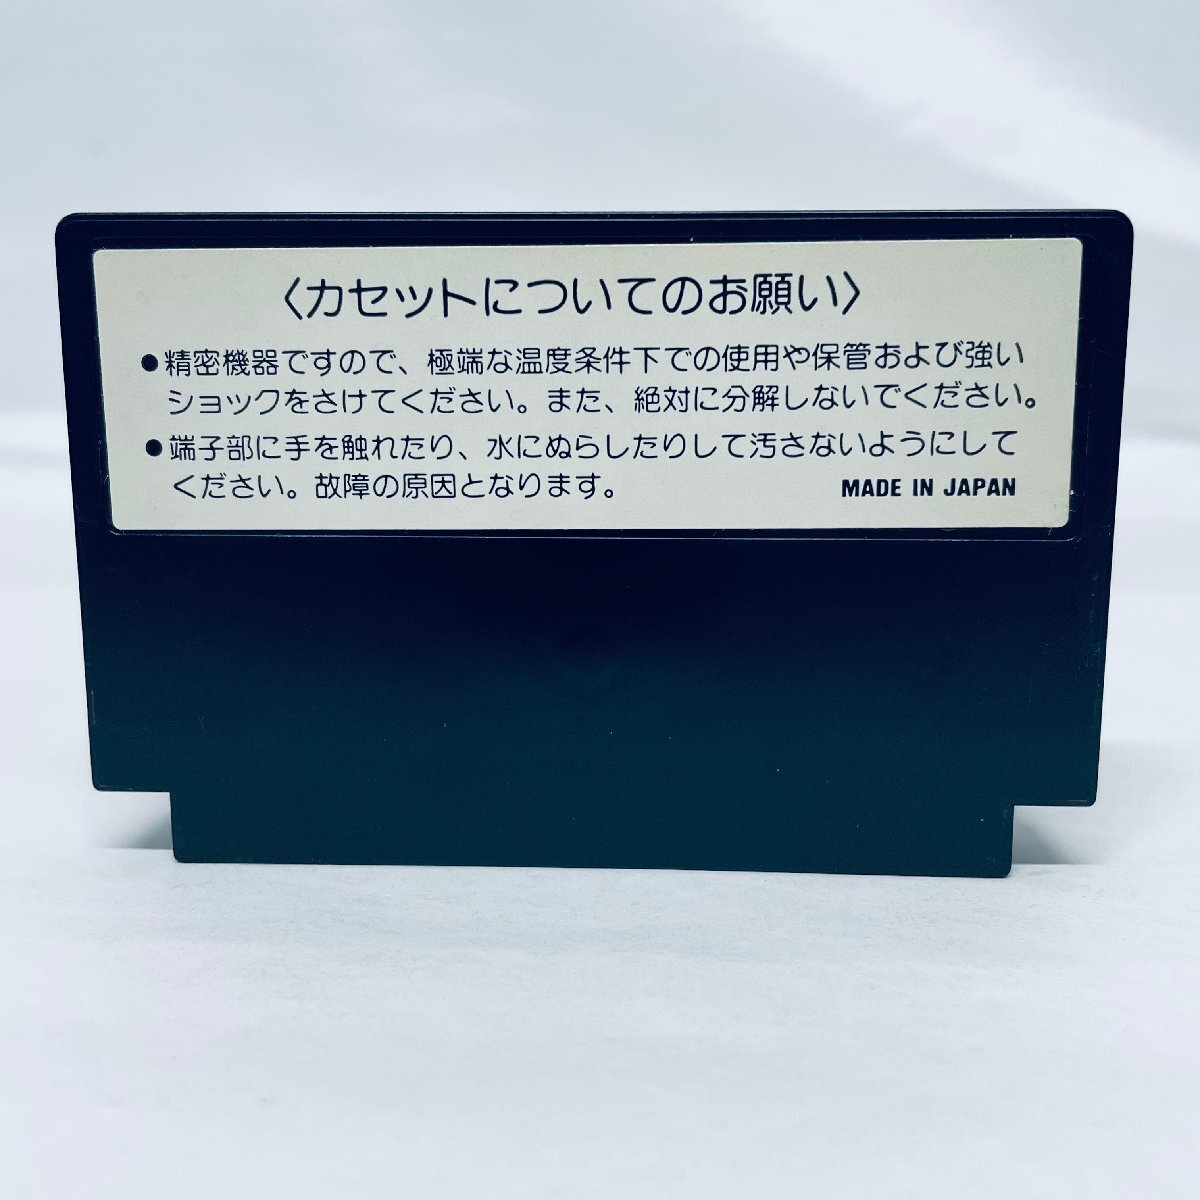 〈カセットについてのお願い〉
●精密機器ですので、極端な温度条件下での使用や保管および強い
ショックをさけてください。また、絶対に分解しないでください。
●端子部に手を触れたり、水にぬらしたりして汚さないようにして
ください。故障の原因となります。
MADE IN JAPAN